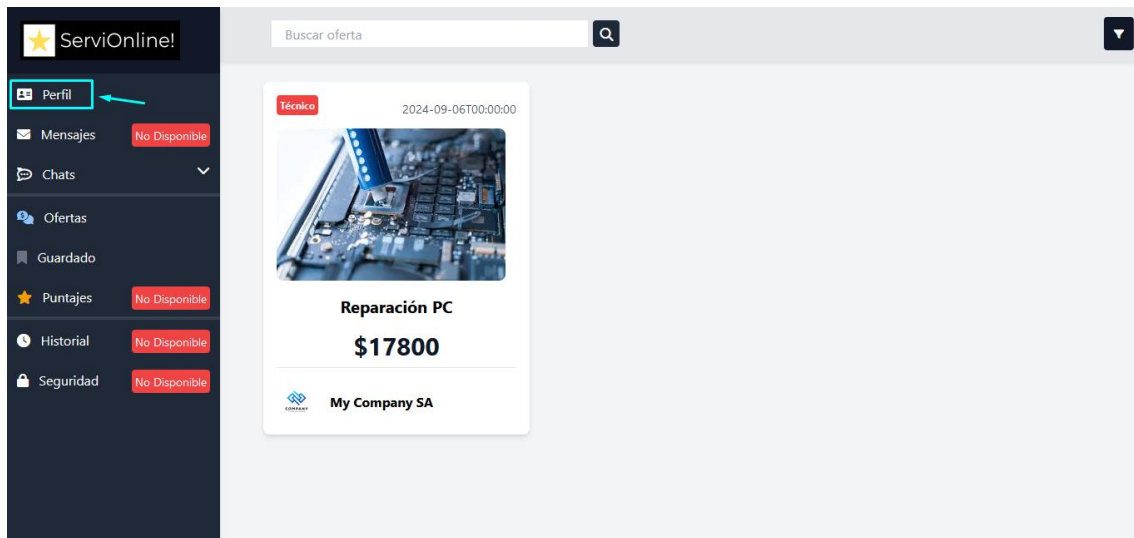 ServiOnline!
Buscar oferta
Perfil
Mensajes No Disponible
Chats
Ofertas
Guardado
Puntajes No Disponible
Historial No Disponible
Seguridad No Disponible
Técnico 2024-09-06T00:00:00
Reparación PC
$17800
COMPANY My Company SA